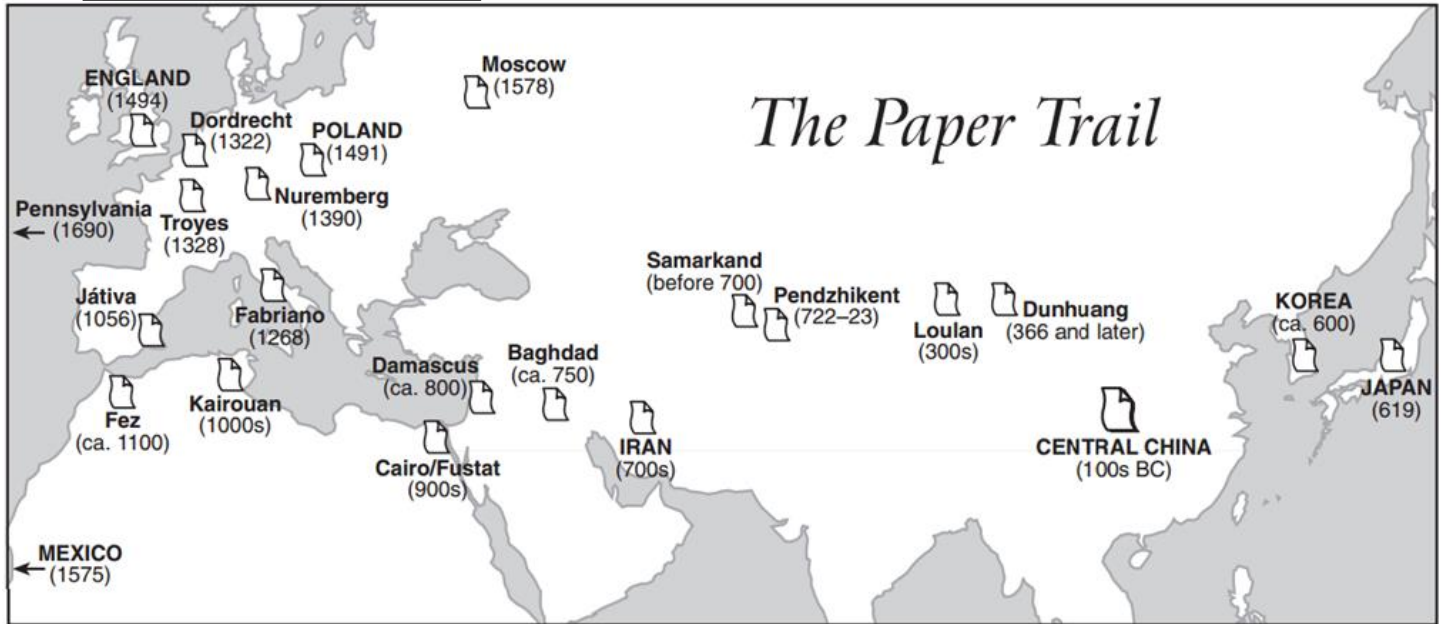 The Paper Trail
ENGLAND
(1494)
Dordrecht
(1322)
POLAND
(1491)
Moscow
(1578)
Nuremberg
(1390)
Pennsylvania
(1690)
Troyes
(1328)
Játiva
(1056)
Fabriano
(1268)
Samarkand
(before 700)
Pendzhikent
(722–23)
Loulan
(300s)
Dunhuang
(366 and later)
KOREA
(ca. 600)
JAPAN
(619)
Fez
(ca. 1100)
Kairouan
(1000s)
Damascus
(ca. 800)
Baghdad
(ca. 750)
Cairo/Fustat
(900s)
IRAN
(700s)
CENTRAL CHINA
(100s BC)
MEXICO
(1575)